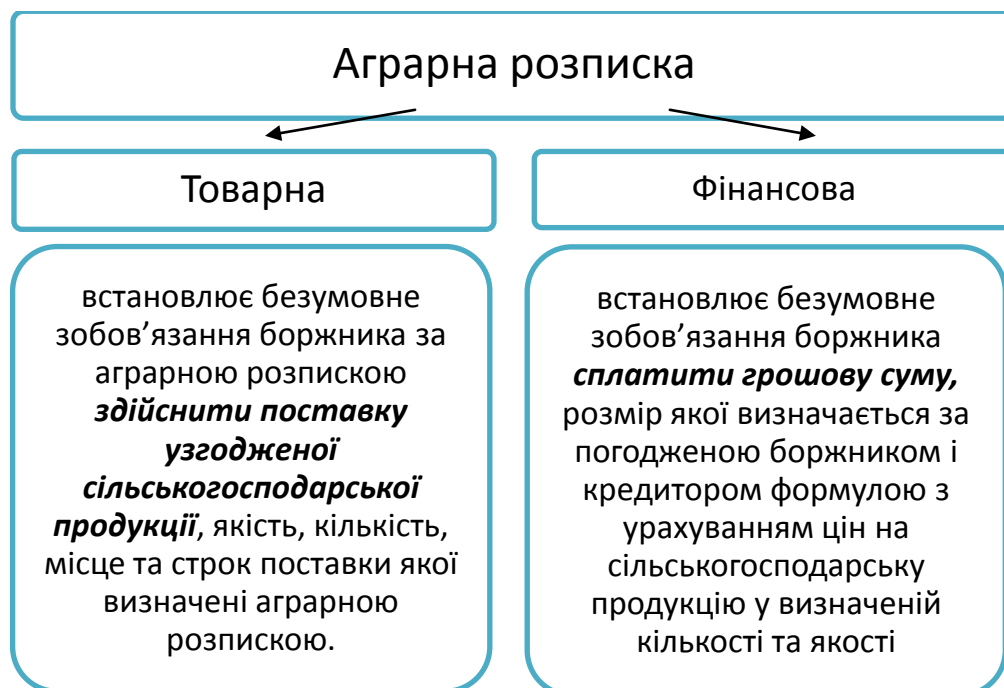 Аграрна розписка
Товарна
Фінансова
встановлює безумовне
зобов’язання боржника за
аграрною розпискою
здійснити поставку
узгодженої
сільськогосподарської
продукції, якість, кількість,
місце та строк поставки якої
визначені аграрною
розпискою.
встановлює безумовне
зобов’язання боржника
сплатити грошову суму,
розмір якої визначається за
погодженою боржником і
кредитором формулою з
урахуванням цін на
сільськогосподарську
продукцію у визначеній
кількості та якості